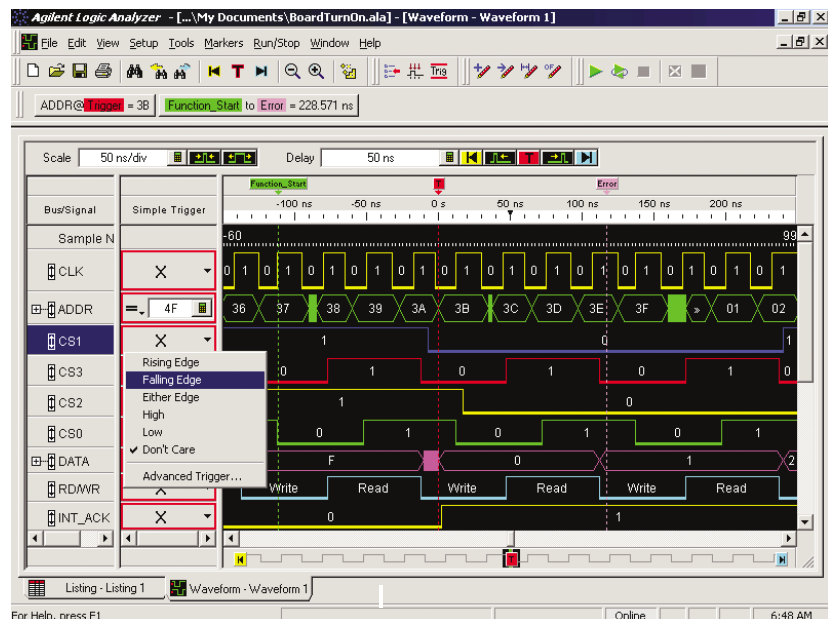 Agilent Logic Analyzer - [...\My Documents\BoardTurnOn.ala] - [Waveform - Waveform 1]
File Edit View Setup Tools Markers Run/Stop Window Help
T Trig
ADDR@Trigger = 3B Function_Start to Error = 228.571 ns
Scale 50 ns/div Delay 50 ns T
Function_Start T Error
Bus/Signal Simple Trigger -100 ns -50 ns 0 s 50 ns 100 ns 150 ns 200 ns
Sample N -60 99
CLK X 0 1 0 1 0 1 0 1 0 1 0 1 0 1 0 1 0 1 0 1 0 1 0 1 0 1
ADDR = 4F 36 37 38 39 3A 3B 3C 3D 3E 3F » 01 02
CS1 X 1 0 1
Rising Edge
CS3 0 1 0 1 0 1 0
Falling Edge
Either Edge
CS2 1 0
High
Low
CS0 0 1 0 1 0 1
Don't Care
DATA F 0 1 2
Advanced Trigger...
RD/WR X Write Read Write Read Write Read
INT_ACK X 0 1
T
Listing - Listing 1 Waveform - Waveform 1
For Help, press F1 Online 6:48 AM